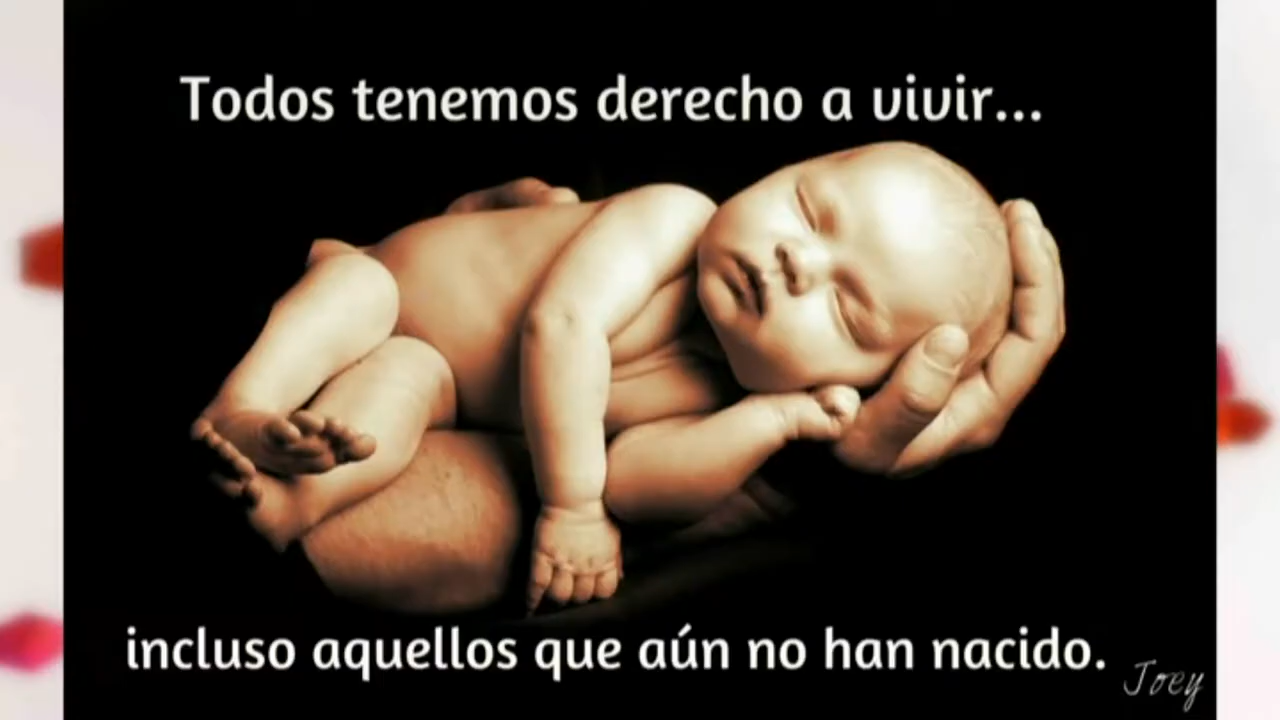 Todos tenemos derecho a vivir...
incluso aquellos que aún no han nacido.
Joey